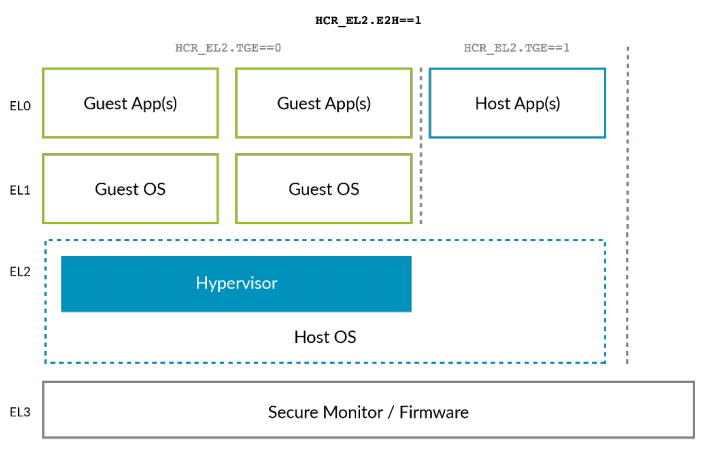 HCR_EL2.E2H==1
HCR_EL2.TGE==0
HCR_EL2.TGE==1
EL0
Guest App(s)
Guest App(s)
Host App(s)
EL1
Guest OS
Guest OS
EL2
Hypervisor
Host OS
EL3
Secure Monitor / Firmware